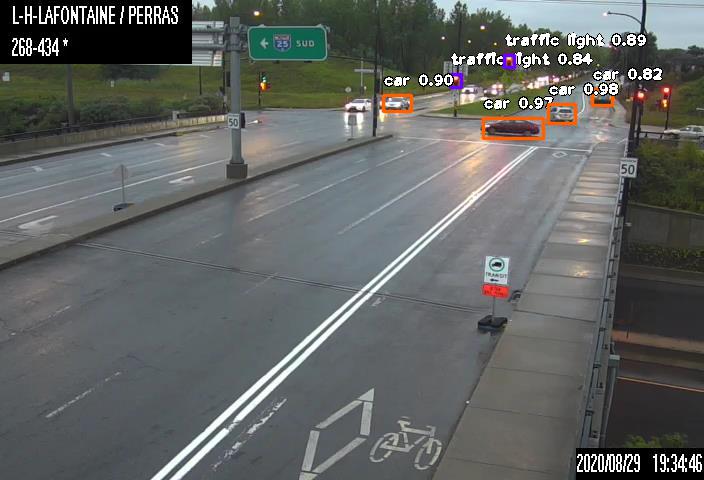 L-H-LAFONTAINE / PERRAS
268-434 *
25
SUD
traffic light 0.89
traffic light 0.84
car 0.90
car 0.82
car 0.98
car 0.97
50
50
TRANSIT
2020/08/29 19:34:46